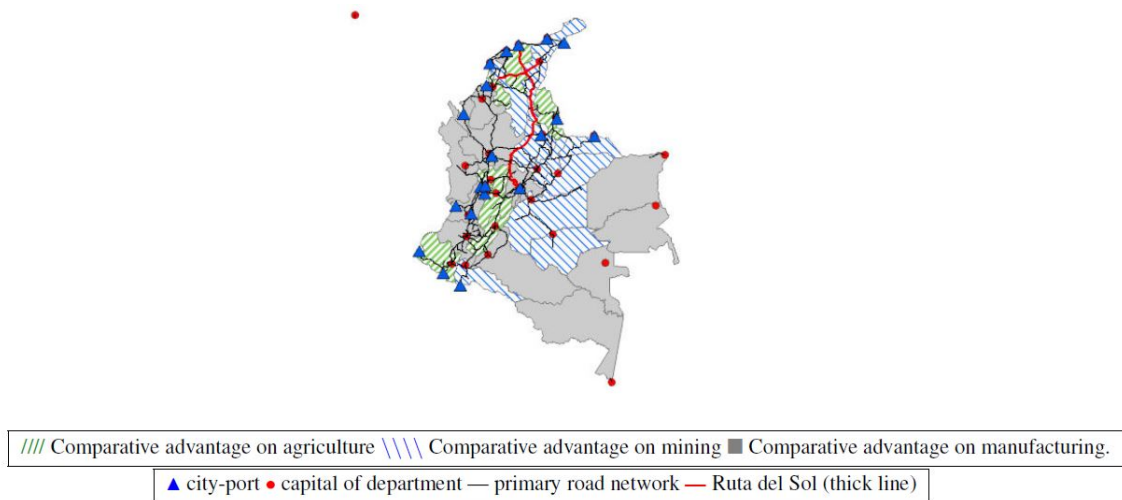 //// Comparative advantage on agriculture \\\\ Comparative advantage on mining ■ Comparative advantage on manufacturing.
▲ city-port ● capital of department — primary road network — Ruta del Sol (thick line)